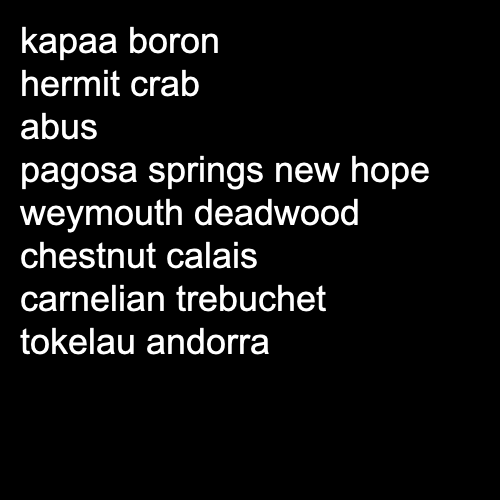 kapaa boron
hermit crab
abus
pagosa springs new hope
weymouth deadwood
chestnut calais
carnelian trebuchet
tokelau andorra